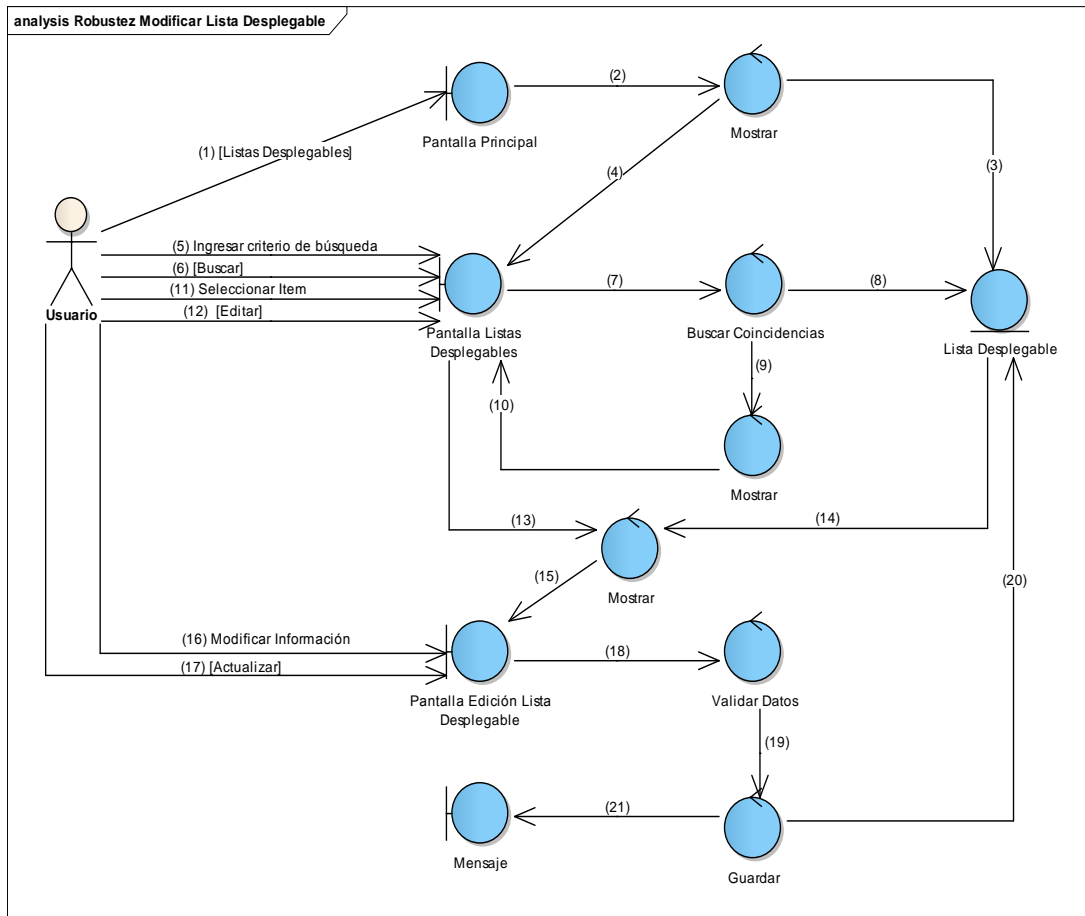 analysis Robustez Modificar Lista Desplegable
(2)
Pantalla Principal
Mostrar
(1) [Listas Desplegables]
(3)
(4)
(5) Ingresar criterio de búsqueda
(6) [Buscar]
(11) Seleccionar Item
(12) [Editar]
Usuario
(7)
(8)
Pantalla Listas
Desplegables
Buscar Coincidencias
Lista Desplegable
(9)
(10)
Mostrar
(13)
(14)
(15)
Mostrar
(20)
(16) Modificar Información
(17) [Actualizar]
(18)
Pantalla Edición Lista
Desplegable
Validar Datos
(19)
(21)
Mensaje
Guardar